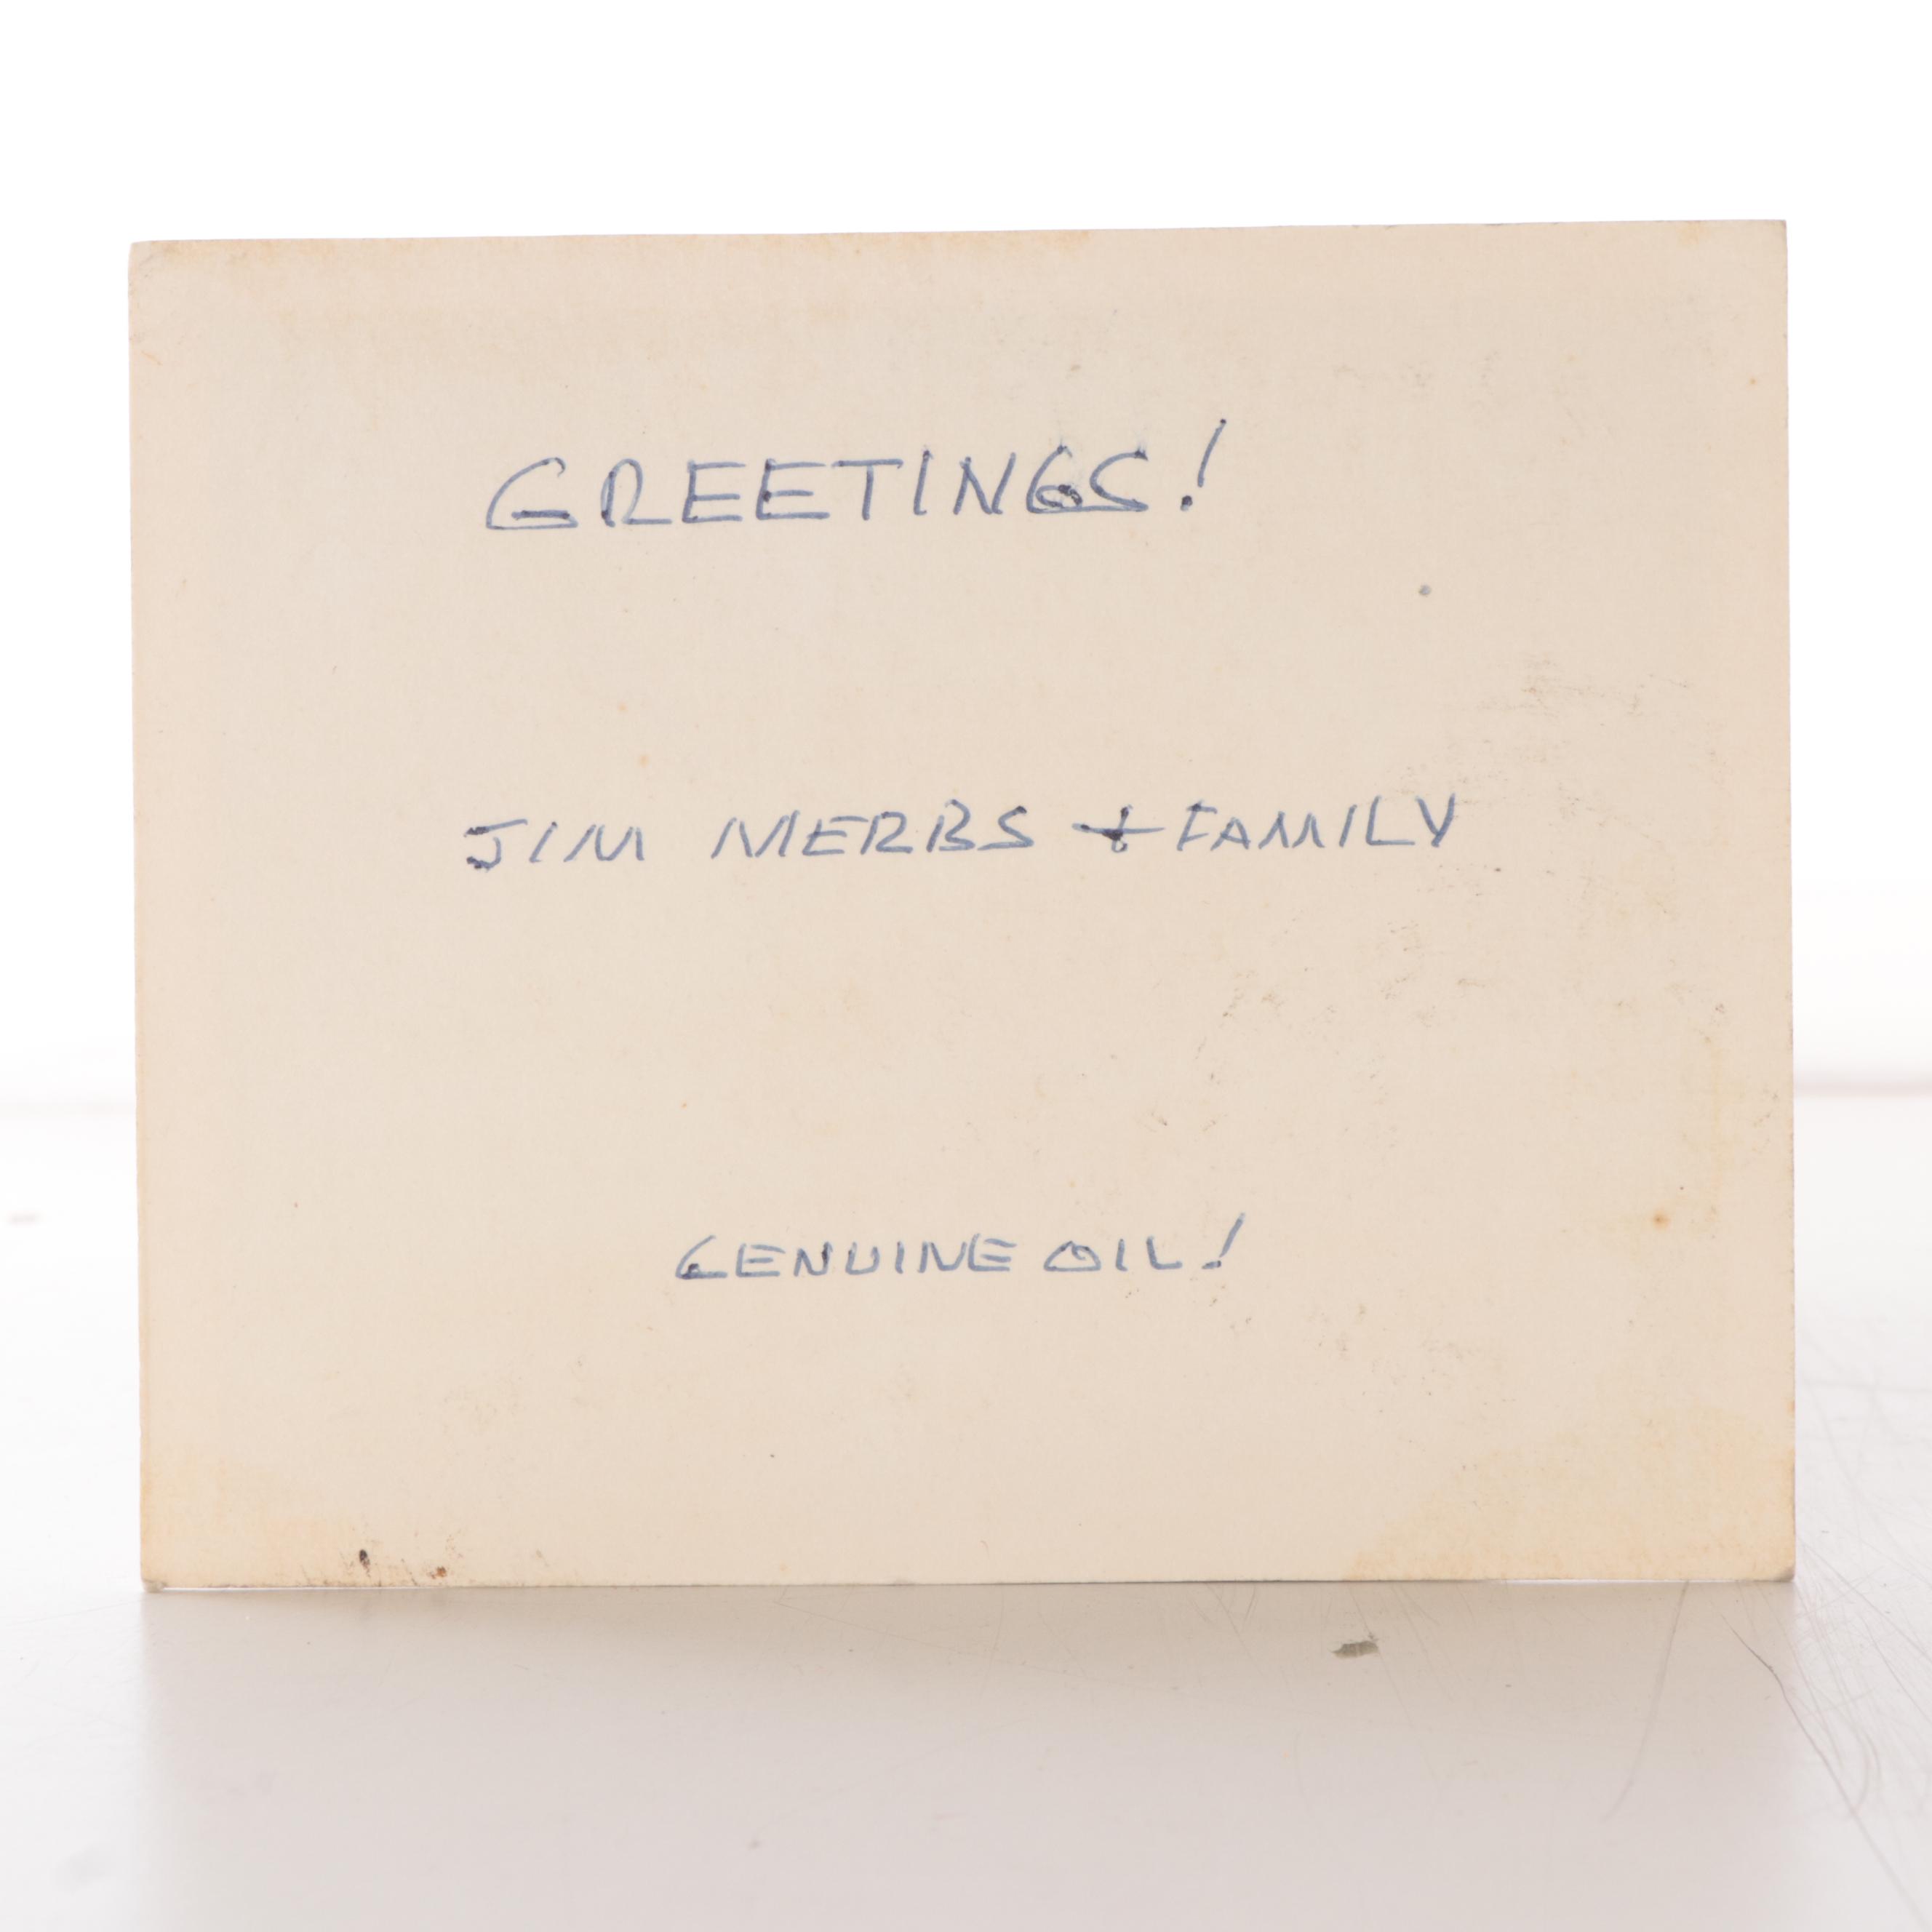 GREETINGS!
JIM MERBS + FAMILY
GENUINE OIL!